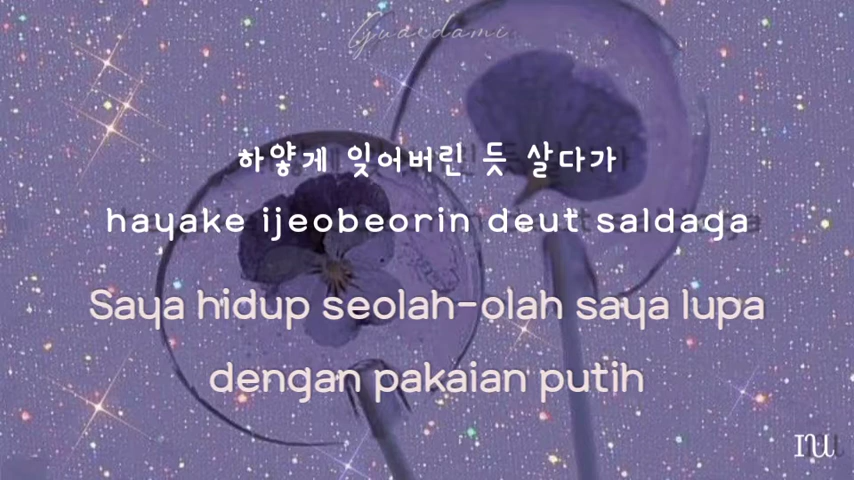 하얗게 잊어버린 듯 살다가
hayake ijeobeorin deut saldaga
Saya hidup seolah-olah saya lupa
dengan pakaian putih